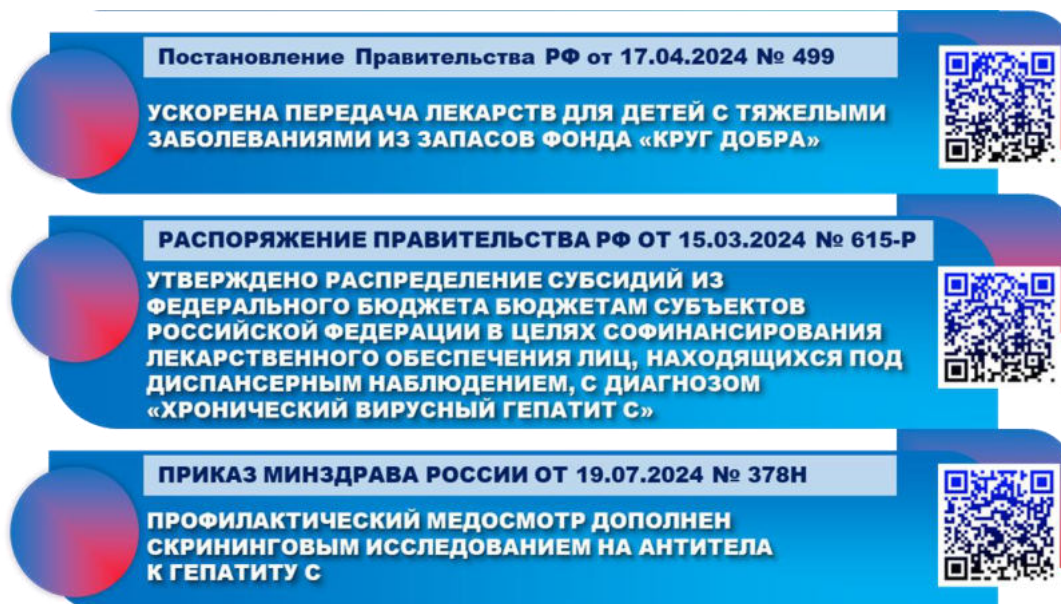 Постановление Правительства РФ от 17.04.2024 № 499
УСКОРЕНА ПЕРЕДАЧА ЛЕКАРСТВ ДЛЯ ДЕТЕЙ С ТЯЖЕЛЫМИ
ЗАБОЛЕВАНИЯМИ ИЗ ЗАПАСОВ ФОНДА «КРУГ ДОБРА»
РАСПОРЯЖЕНИЕ ПРАВИТЕЛЬСТВА РФ ОТ 15.03.2024 № 615-Р
УТВЕРЖДЕНО РАСПРЕДЕЛЕНИЕ СУБСИДИЙ ИЗ
ФЕДЕРАЛЬНОГО БЮДЖЕТА БЮДЖЕТАМ СУБЪЕКТОВ
РОССИЙСКОЙ ФЕДЕРАЦИИ В ЦЕЛЯХ СОФИНАНСИРОВАНИЯ
ЛЕКАРСТВЕННОГО ОБЕСПЕЧЕНИЯ ЛИЦ, НАХОДЯЩИХСЯ ПОД
ДИСПАНСЕРНЫМ НАБЛЮДЕНИЕМ, С ДИАГНОЗОМ
«ХРОНИЧЕСКИЙ ВИРУСНЫЙ ГЕПАТИТ С»
ПРИКАЗ МИНЗДРАВА РОССИИ ОТ 19.07.2024 № 378Н
ПРОФИЛАКТИЧЕСКИЙ МЕДОСМОТР ДОПОЛНЕН
СКРИНИНГОВЫМ ИССЛЕДОВАНИЕМ НА АНТИТЕЛА
К ГЕПАТИТУ С